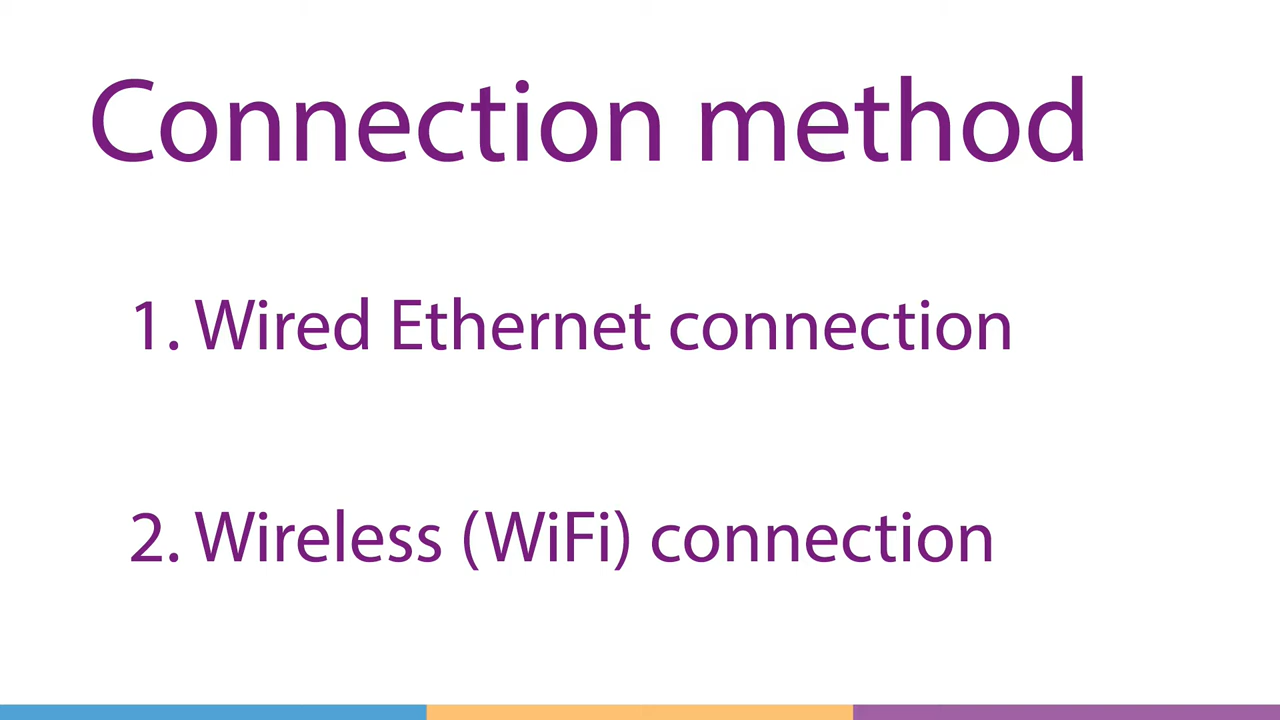 Connection method
1. Wired Ethernet connection
2. Wireless (WiFi) connection